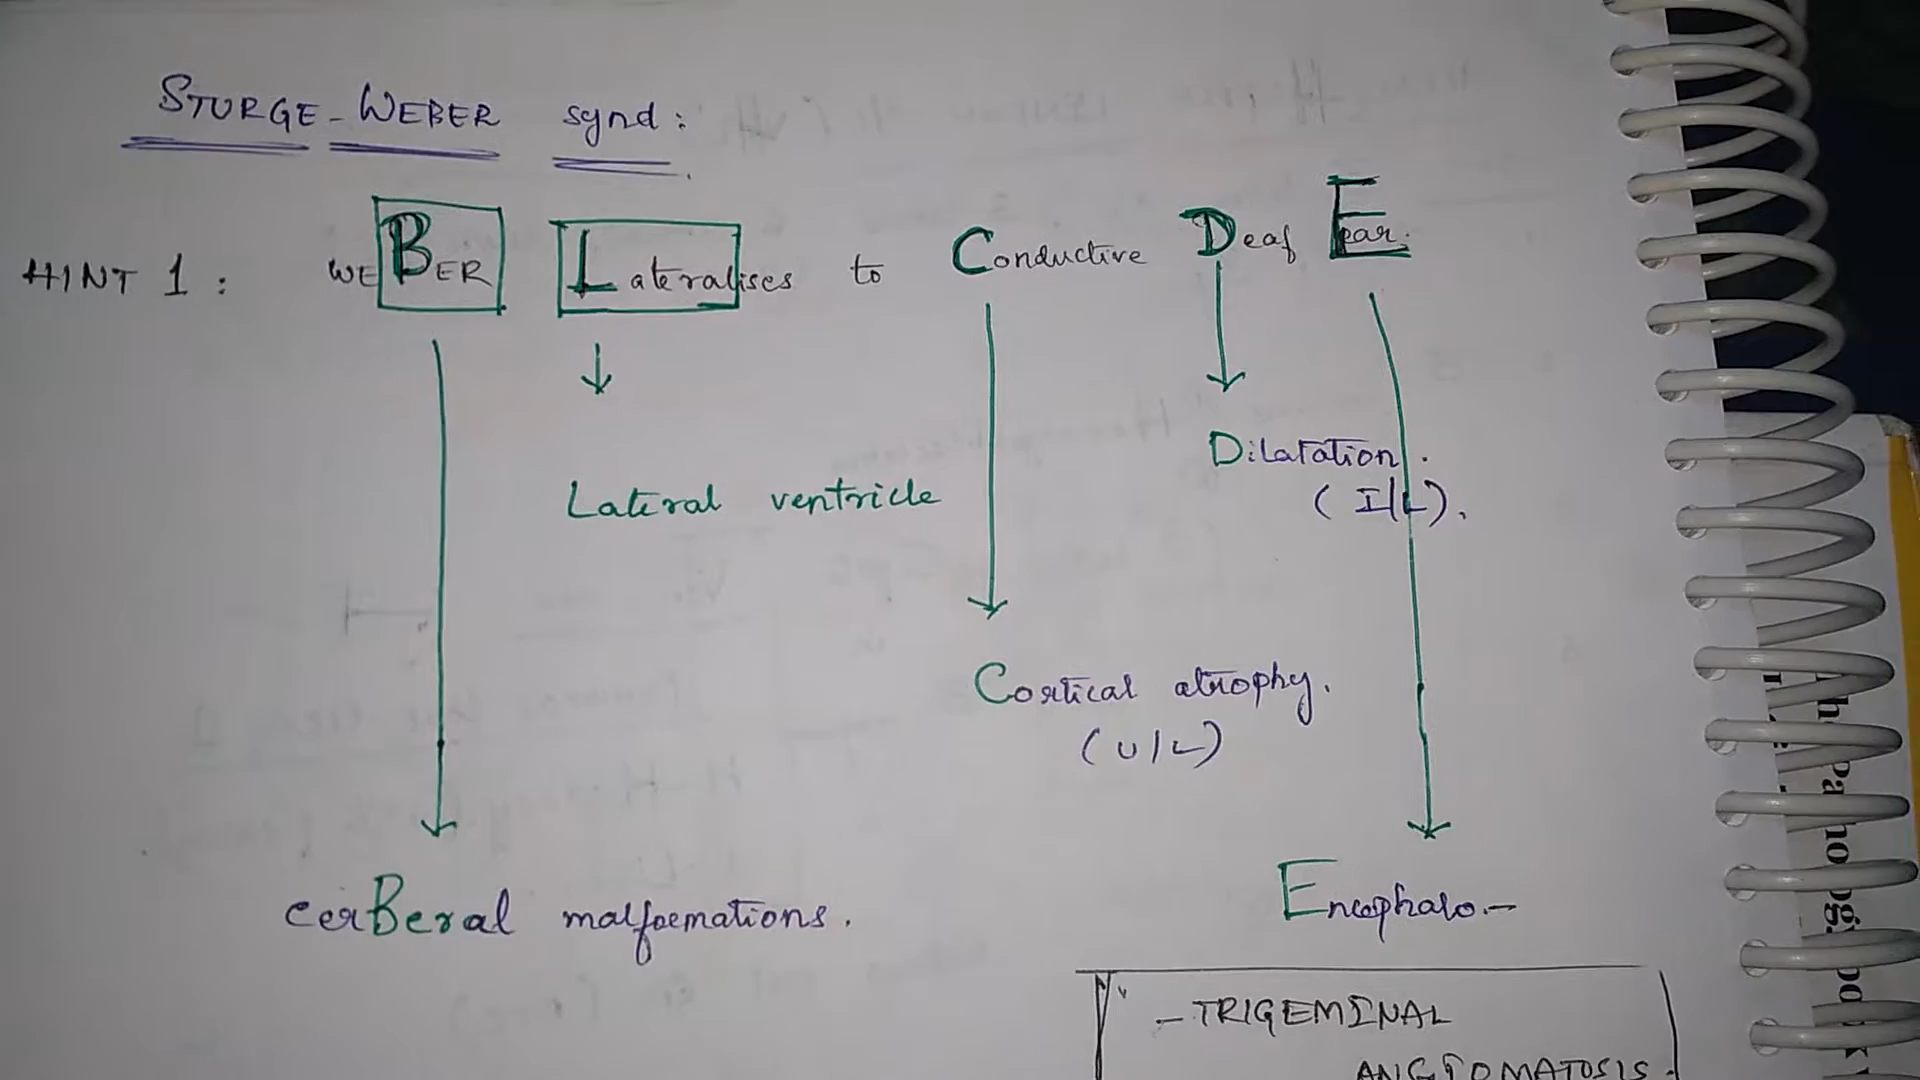 STURGE-WEBER synd:
HINT 1 : WEBER Lateralises to Conductive Deaf Ear.
Dilatation.
(I/L).
Lateral ventricle
Cortical atrophy.
(U/L)
cerBeral malformations.
Encephalo.-
- TRIGEMINAL
ANGIOMATOSIS.